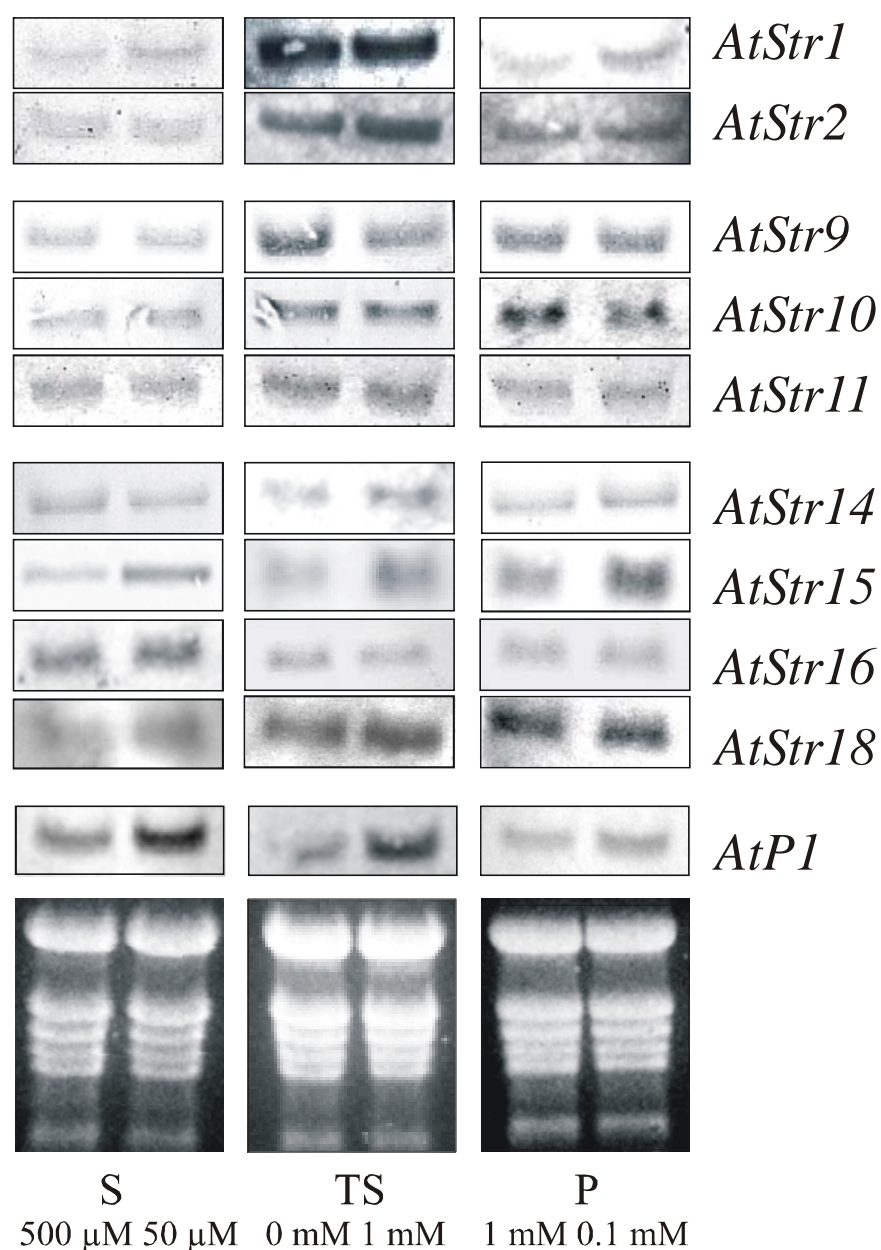 AtStr1
AtStr2
AtStr9
AtStr10
AtStr11
AtStr14
AtStr15
AtStr16
AtStr18
AtP1
S TS P
500 µM 50 µM 0 mM 1 mM 1 mM 0.1 mM